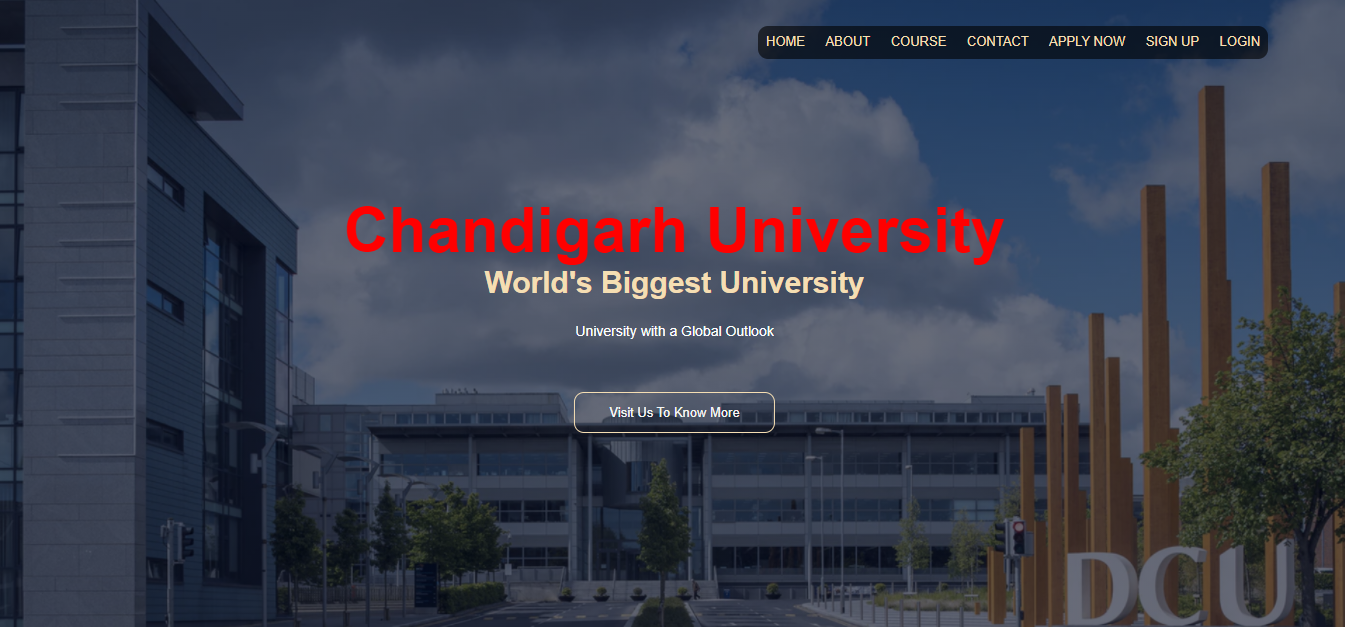 HOME ABOUT COURSE CONTACT APPLY NOW SIGN UP LOGIN
Chandigarh University
World's Biggest University
University with a Global Outlook
Visit Us To Know More
DCU